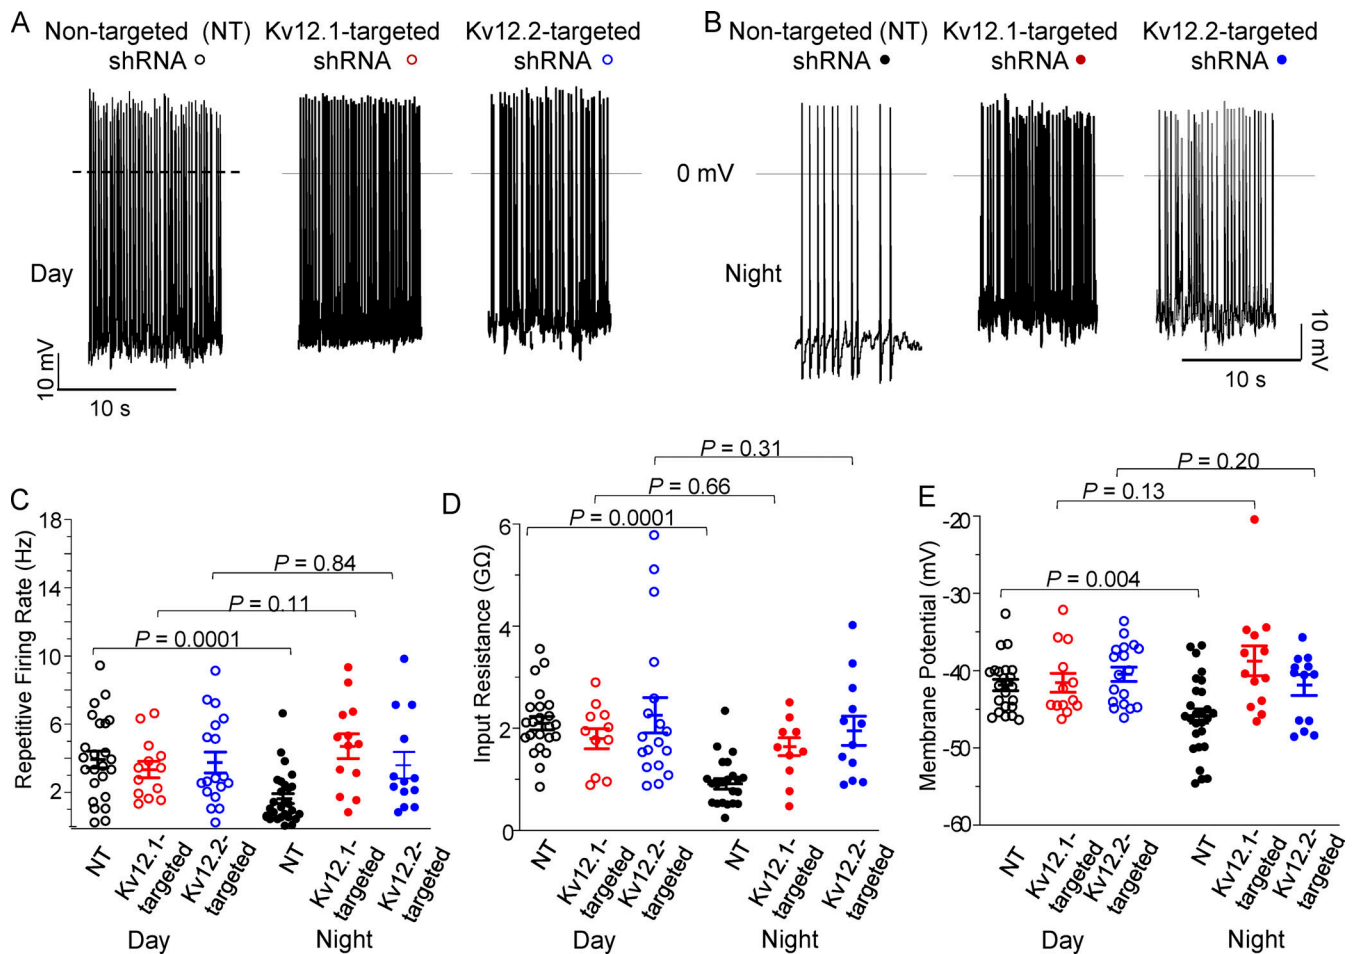 A
Non-targeted (NT) shRNA
Kv12.1-targeted shRNA
Kv12.2-targeted shRNA
Day
10 mV
10 s
B
Non-targeted (NT) shRNA
Kv12.1-targeted shRNA
Kv12.2-targeted shRNA
0 mV
Night
10 mV
10 s
C
Repetitive Firing Rate (Hz)
18
14
10
6
2
P = 0.0001
P = 0.11
P = 0.84
NT
Kv12.1-
targeted
Kv12.2-
targeted
NT
Kv12.1-
targeted
Kv12.2-
targeted
Day
Night
D
Input Resistance (GΩ)
6
4
2
0
P = 0.0001
P = 0.66
P = 0.31
NT
Kv12.1-
targeted
Kv12.2-
targeted
NT
Kv12.1-
targeted
Kv12.2-
targeted
Day
Night
E
Membrane Potential (mV)
-20
-30
-40
-50
-60
P = 0.004
P = 0.13
P = 0.20
NT
Kv12.1-
targeted
Kv12.2-
targeted
NT
Kv12.1-
targeted
Kv12.2-
targeted
Day
Night